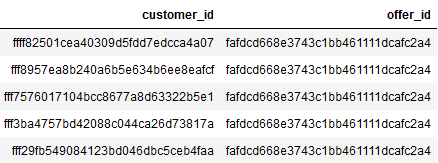 customer_id offer_id
ffff82501cea40309d5fdd7edcca4a07 fafdcd668e3743c1bb461111dcafc2a4
fff8957ea8b240a6b5e634b6ee8eafcf fafdcd668e3743c1bb461111dcafc2a4
fff7576017104bcc8677a8d63322b5e1 fafdcd668e3743c1bb461111dcafc2a4
fff3ba4757bd42088c044ca26d73817a fafdcd668e3743c1bb461111dcafc2a4
fff29fb549084123bd046dbc5ceb4faa fafdcd668e3743c1bb461111dcafc2a4